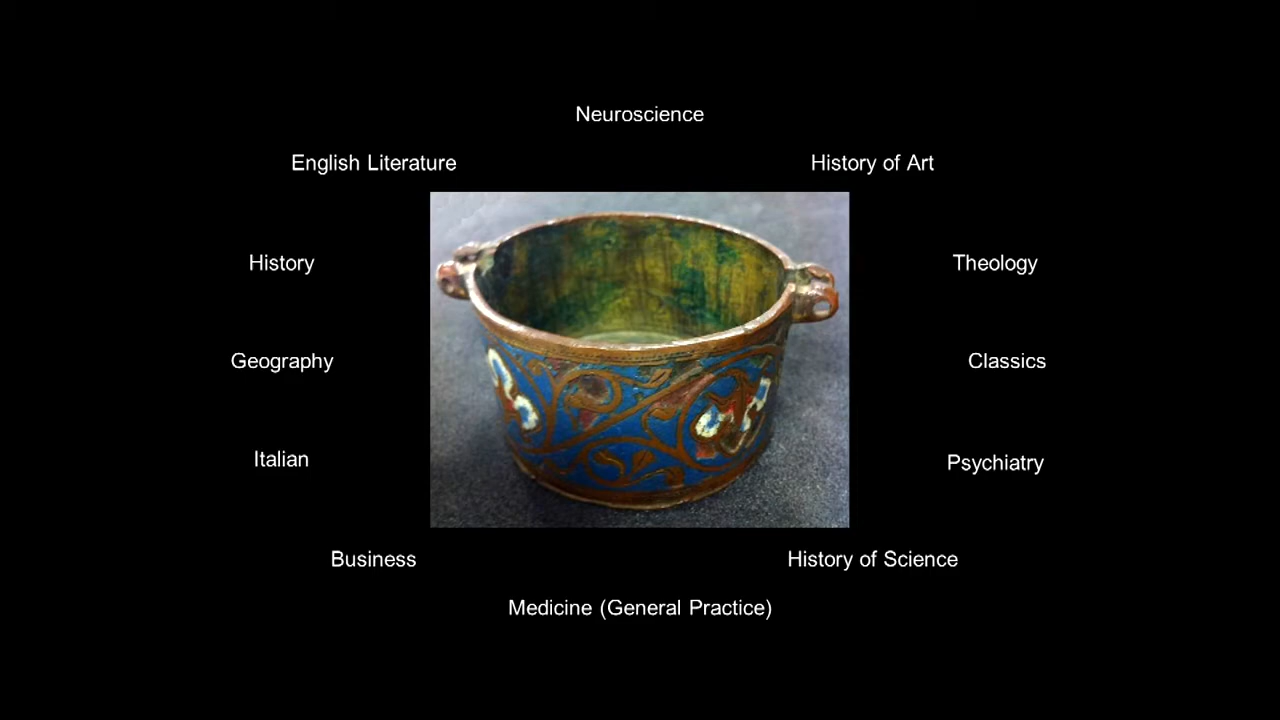 Neuroscience
English Literature
History of Art
History
Theology
Geography
Classics
Italian
Psychiatry
Business
History of Science
Medicine (General Practice)